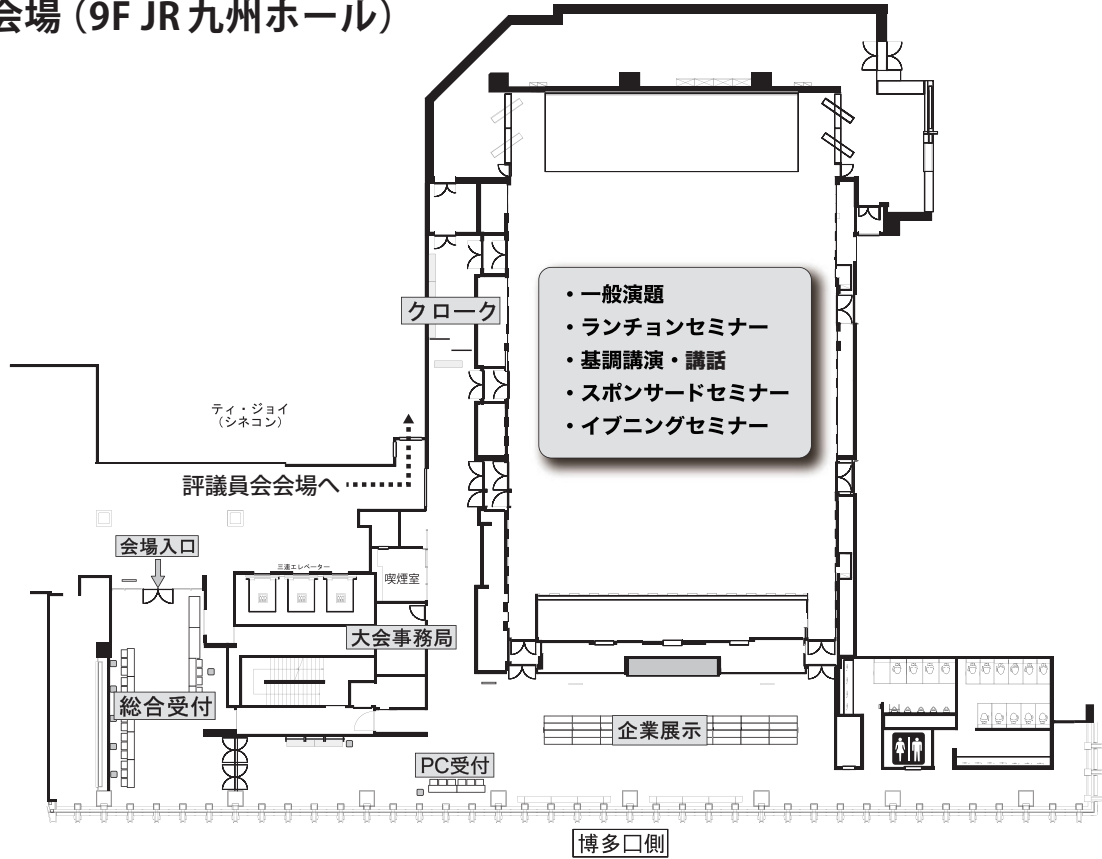 会場（9F JR九州ホール）
・一般演題
・ランチョンセミナー
・基調講演・講話
・スポンサードセミナー
・イブニングセミナー
クローク
ティ・ジョイ
（シネコン）
評議員会会場へ
会場入口
三連エレベーター
喫煙室
大会事務局
総合受付
企業展示
PC受付
博多口側